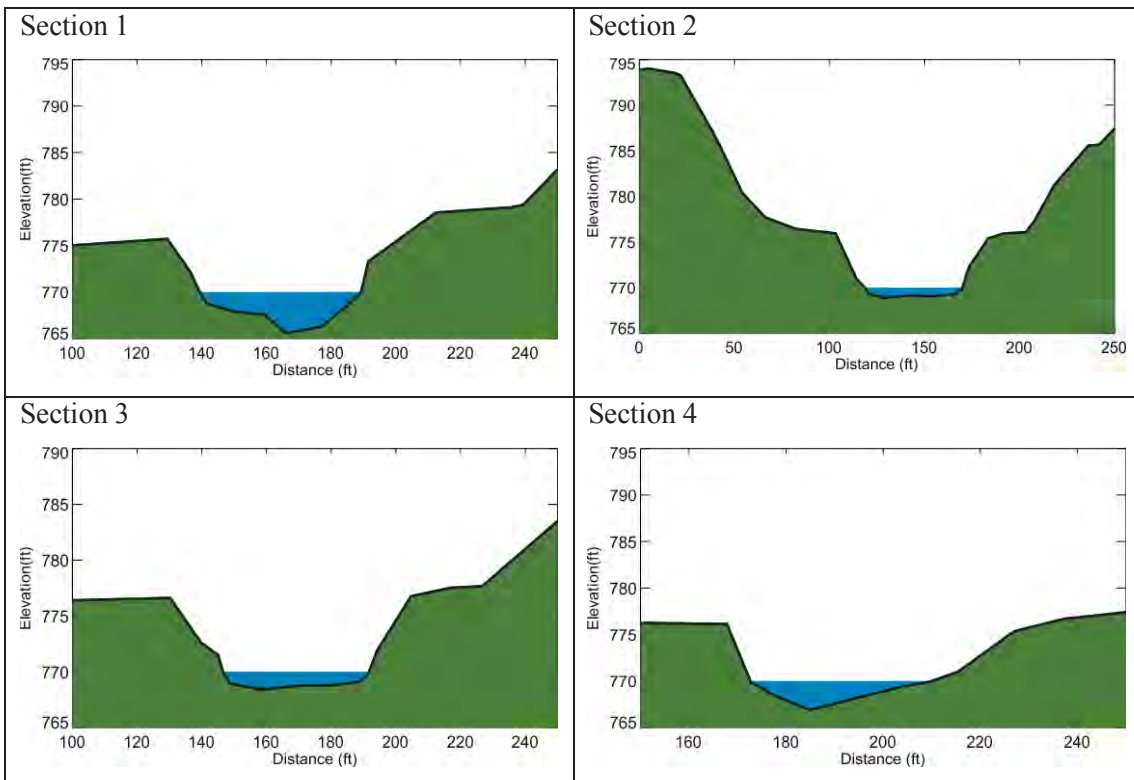 Section 1
795
790
785
780
775
770
765
Elevation(ft)
100 120 140 160 180 200 220 240
Distance (ft)
Section 2
795
790
785
780
775
770
765
Elevation(ft)
0 50 100 150 200 250
Distance (ft)
Section 3
790
785
780
775
770
765
Elevation(ft)
100 120 140 160 180 200 220 240
Distance (ft)
Section 4
795
790
785
780
775
770
765
Elevation(ft)
160 180 200 220 240
Distance (ft)